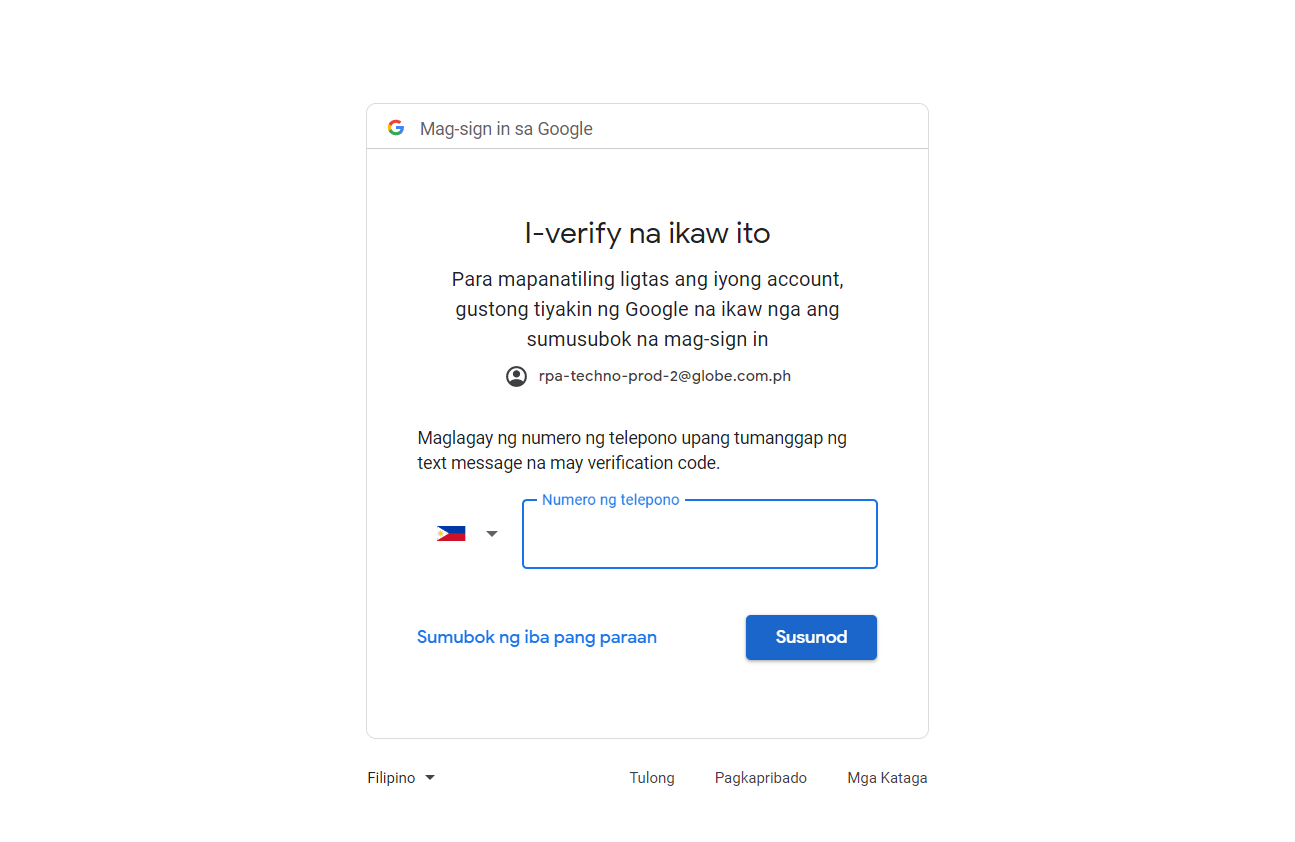 Mag-sign in sa Google
I-verify na ikaw ito
Para mapanatiling ligtas ang iyong account,
gustong tiyakin ng Google na ikaw nga ang
sumusubok na mag-sign in
rpa-techno-prod-2@globe.com.ph
Maglagay ng numero ng telepono upang tumanggap ng
text message na may verification code.
Numero ng telepono
Sumubok ng iba pang paraan
Susunod
Filipino
Tulong
Pagkapribado
Mga Kataga